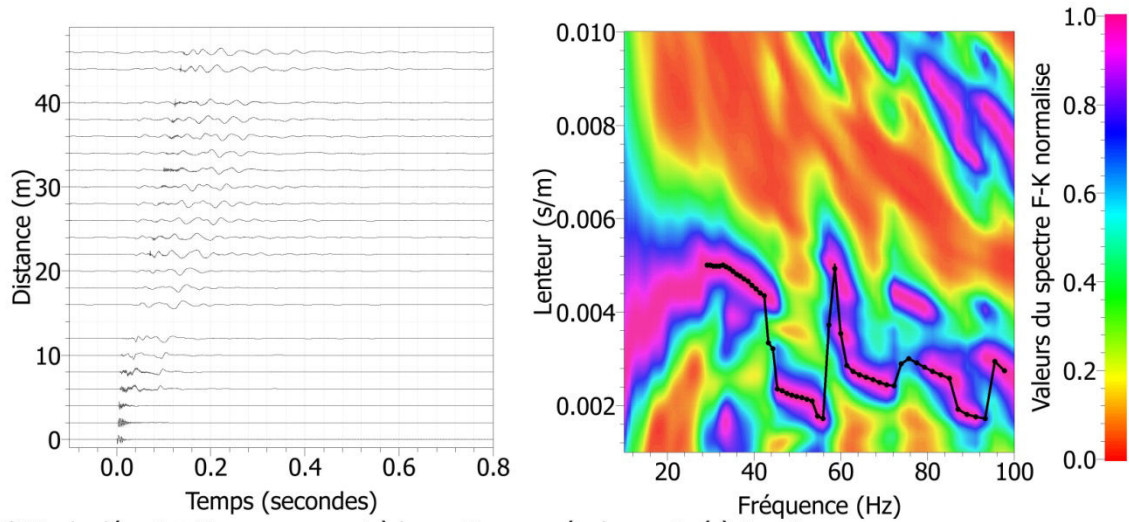 Distance (m)
40
30
20
10
0
0.0 0.2 0.4 0.6 0.8
Temps (secondes)
Lenteur (s/m)
0.010
0.008
0.006
0.004
0.002
20 40 60 80 100
Fréquence (Hz)
Valeurs du spectre F-K normalise
1.0
0.8
0.6
0.4
0.2
0.0